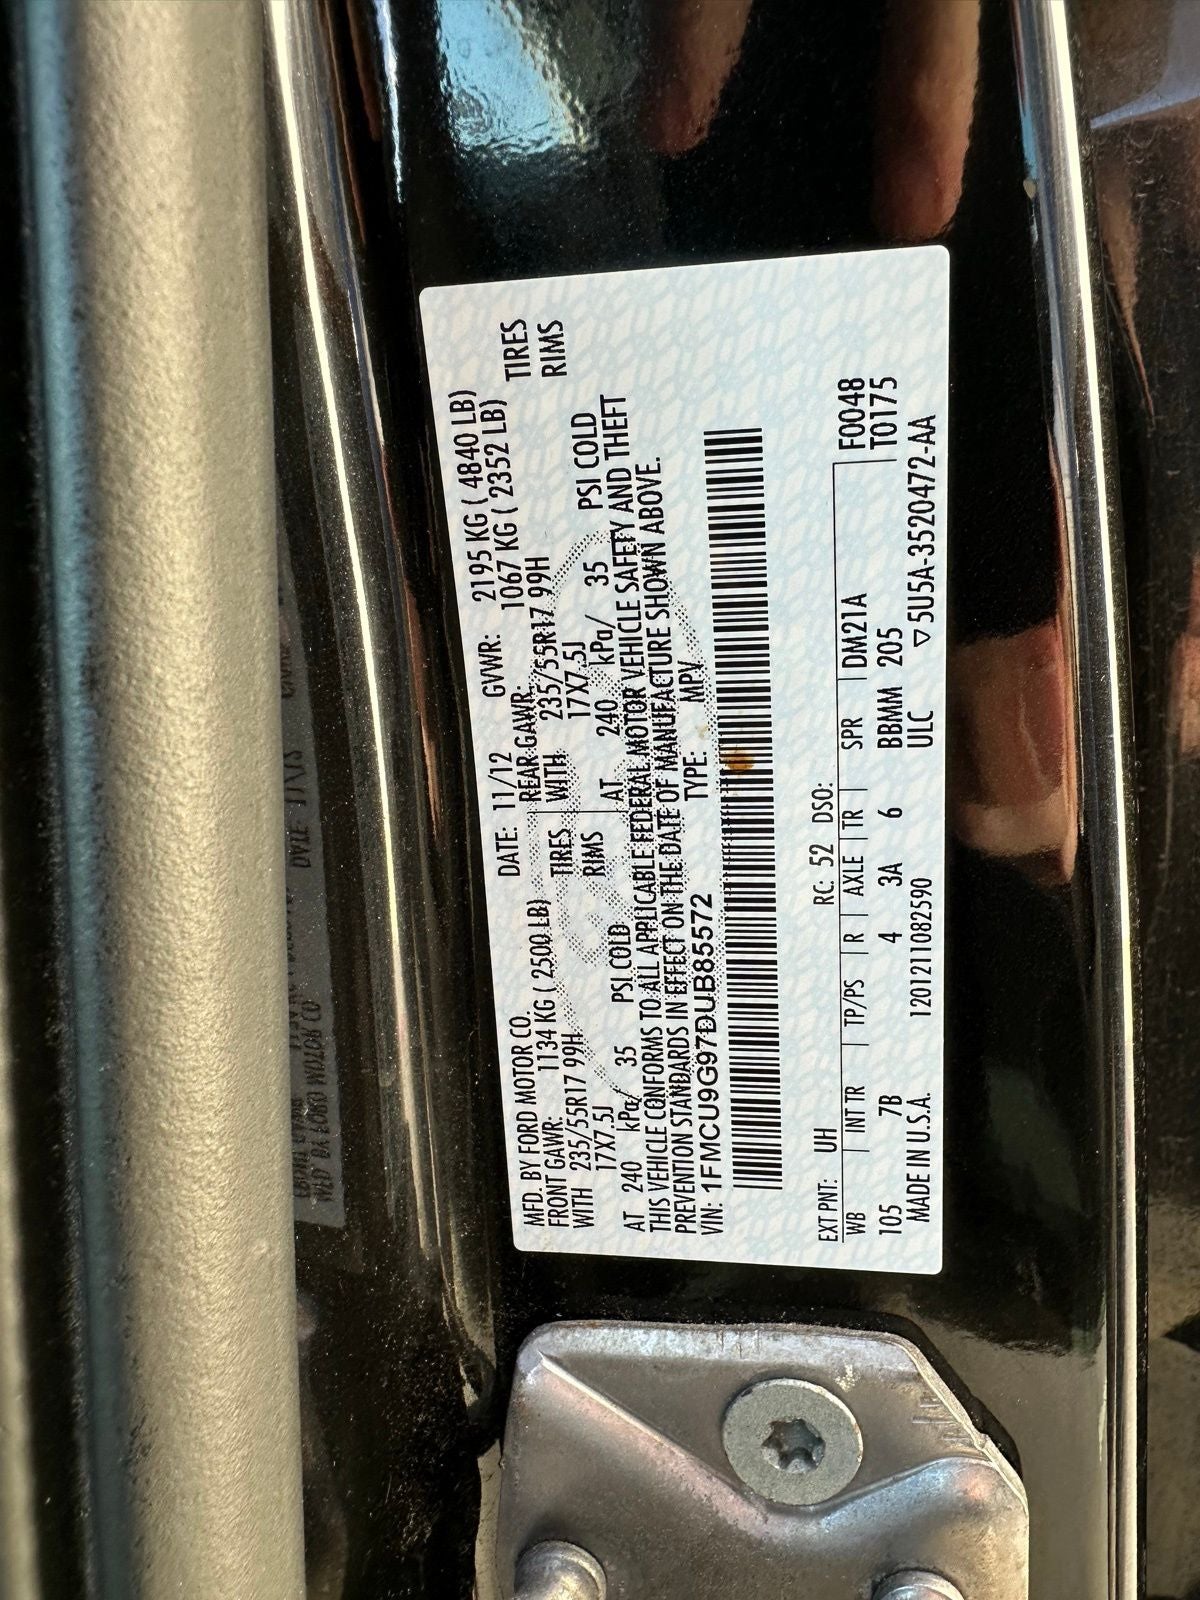 MFD. BY FORD MOTOR CO.
DATE: 11/12 GVWR: 2195 KG ( 4840 LB)
FRONT GAWR: 1134 KG ( 2500 LB) REAR GAWR: 1067 KG ( 2352 LB)
WITH 235/55R17 99H TIRES WITH 235/55R17 99H TIRES
17X7.5J RIMS 17X7.5J RIMS
AT 240 kPa/ 35 PSI COLD AT 240 kPa/ 35 PSI COLD
THIS VEHICLE CONFORMS TO ALL APPLICABLE FEDERAL MOTOR VEHICLE SAFETY AND THEFT
PREVENTION STANDARDS IN EFFECT ON THE DATE OF MANUFACTURE SHOWN ABOVE.
VIN: 1FMCU9G97DUB85572 TYPE: MPV
F0048
EXT PNT: UH RC: 52 DSO: T0175
WB INT TR TP/PS R AXLE TR SPR DM21A
105 7B 4 3A 6 BBMM 205
MADE IN U.S.A. 1201211082590 ULC ▽5U5A-3520472-AA